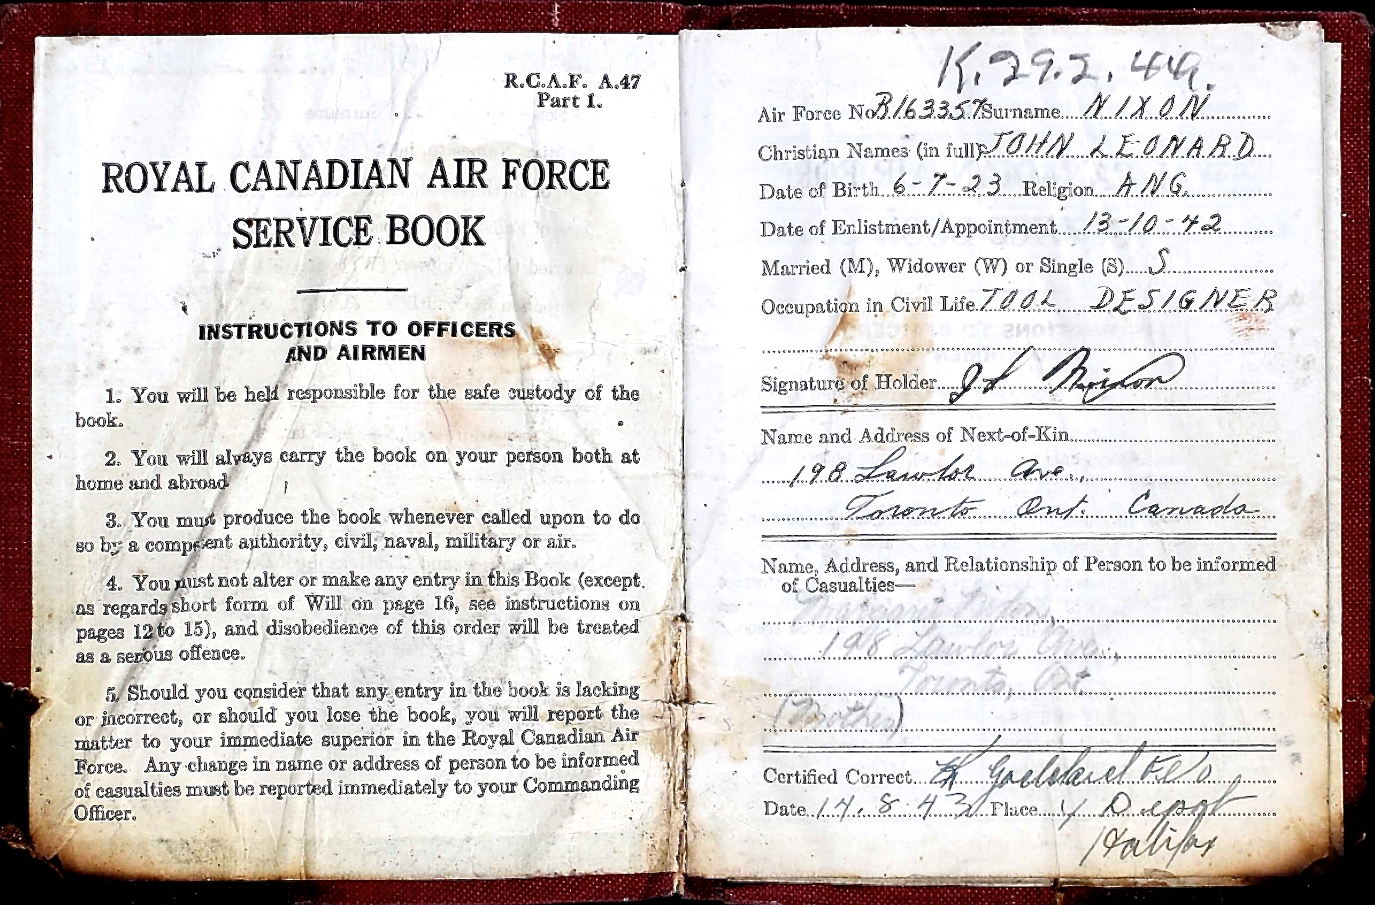 R.C.A.F. A.47
Part 1.
ROYAL CANADIAN AIR FORCE
SERVICE BOOK
INSTRUCTIONS TO OFFICERS
AND AIRMEN
1. You will be held responsible for the safe custody of the
book.
2. You will always carry the book on your person both at
home and abroad
3. You must produce the book whenever called upon to do
so by a competent authority, civil, naval, military or air.
4. You must not alter or make any entry in this Book (except
as regards short form of Will on page 16, see instructions on
pages 12 to 15), and disobedience of this order will be treated
as a serious offence.
5. Should you consider that any entry in the book is lacking
or incorrect, or should you lose the book, you will report the
matter to your immediate superior in the Royal Canadian Air
Force. Any change in name or address of person to be informed
of casualties must be reported immediately to your Commanding
Officer.
K.29.2.44.
Air Force No B163357 Surname NIXON
Christian Names (in full) JOHN LEONARD
Date of Birth 6-7-23 Religion ANG.
Date of Enlistment/Appointment 13-10-42
Married (M), Widower (W) or Single (S) S
Occupation in Civil Life TOOL DESIGNER
Signature of Holder J L Nixon
Name and Address of Next-of-Kin
198 Lawlor Ave.,
Toronto Ont. Canada
Name, Address, and Relationship of Person to be informed
of Casualties—
Nixon,
198 Lawlor Ave.,
Toronto, Ont
(Mother)
Certified Correct
Date 14.8.43 Place Y Depot
Halifax